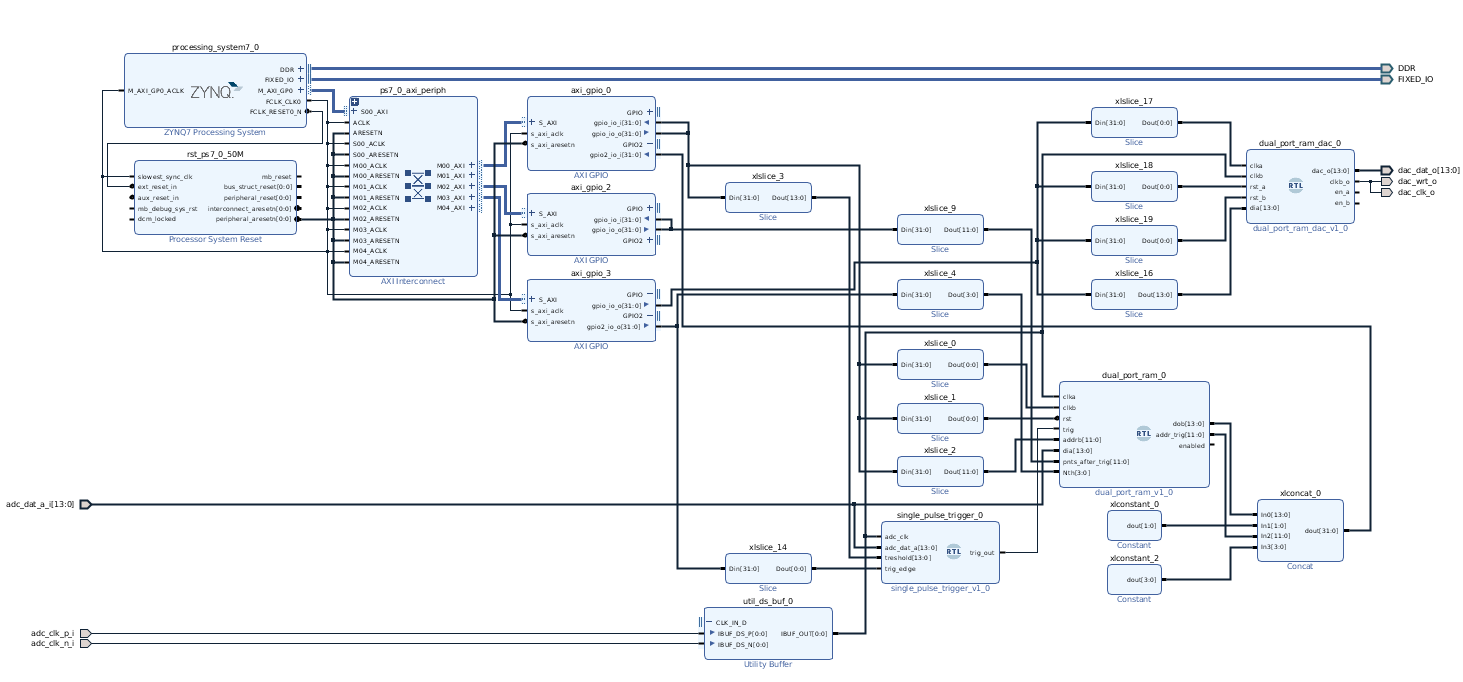 processing_system7_0
DDR
FIXED_IO
M_AXI_GP0_ACLK
ZYNQ
M_AXI_GP0
FCLK_CLK0
FCLK_RESET0_N
ZYNQ7 Processing System
rst_ps7_0_50M
slowest_sync_clk
mb_reset
ext_reset_in
bus_struct_reset[0:0]
aux_reset_in
peripheral_reset[0:0]
mb_debug_sys_rst
interconnect_aresetn[0:0]
dcm_locked
peripheral_aresetn[0:0]
Processor System Reset
ps7_0_axi_periph
S00_AXI
ACLK
ARESETN
S00_ACLK
S00_ARESETN
M00_ACLK
M00_ARESETN
M01_ACLK
M01_ARESETN
M02_ACLK
M02_ARESETN
M03_ACLK
M03_ARESETN
M04_ACLK
M04_ARESETN
M00_AXI
M01_AXI
M02_AXI
M03_AXI
M04_AXI
AXI Interconnect
axi_gpio_0
S_AXI
s_axi_aclk
s_axi_aresetn
GPIO
gpio_io_i[31:0]
gpio_io_o[31:0]
GPIO2
gpio2_io_i[31:0]
AXI GPIO
axi_gpio_2
S_AXI
s_axi_aclk
s_axi_aresetn
GPIO
gpio_io_i[31:0]
gpio_io_o[31:0]
GPIO2
AXI GPIO
axi_gpio_3
S_AXI
s_axi_aclk
s_axi_aresetn
GPIO
gpio_io_o[31:0]
GPIO2
gpio2_io_o[31:0]
AXI GPIO
xlslice_3
Din[31:0] Dout[13:0]
Slice
xlslice_9
Din[31:0] Dout[11:0]
Slice
xlslice_4
Din[31:0] Dout[3:0]
Slice
xlslice_0
Din[31:0] Dout[0:0]
Slice
xlslice_1
Din[31:0] Dout[0:0]
Slice
xlslice_2
Din[31:0] Dout[11:0]
Slice
xlslice_17
Din[31:0] Dout[0:0]
Slice
xlslice_18
Din[31:0] Dout[0:0]
Slice
xlslice_19
Din[31:0] Dout[0:0]
Slice
xlslice_16
Din[31:0] Dout[13:0]
Slice
dual_port_ram_dac_0
clka
clkb
rst_a
rst_b
dia[13:0]
RTL
dac_o[13:0]
clkb_o
en_a
en_b
dual_port_ram_dac_v1_0
DDR
FIXED_IO
dac_dat_o[13:0]
dac_wrt_o
dac_clk_o
dual_port_ram_0
clka
clkb
rst
trig
addrb[11:0]
dia[13:0]
pnts_after_trig[11:0]
Nth[3:0]
RTL
dob[13:0]
addr_trig[11:0]
enabled
dual_port_ram_v1_0
xlconstant_0
dout[1:0]
Constant
xlconstant_2
dout[3:0]
Constant
xlconcat_0
In0[13:0]
In1[1:0]
In2[11:0]
In3[3:0]
dout[31:0]
Concat
adc_dat_a_i[13:0]
single_pulse_trigger_0
adc_clk
adc_dat_a[13:0]
treshold[13:0]
trig_edge
RTL
trig_out
single_pulse_trigger_v1_0
xlslice_14
Din[31:0] Dout[0:0]
Slice
util_ds_buf_0
CLK_IN_D
IBUF_DS_P[0:0]
IBUF_DS_N[0:0]
IBUF_OUT[0:0]
Utility Buffer
adc_clk_p_i
adc_clk_n_i